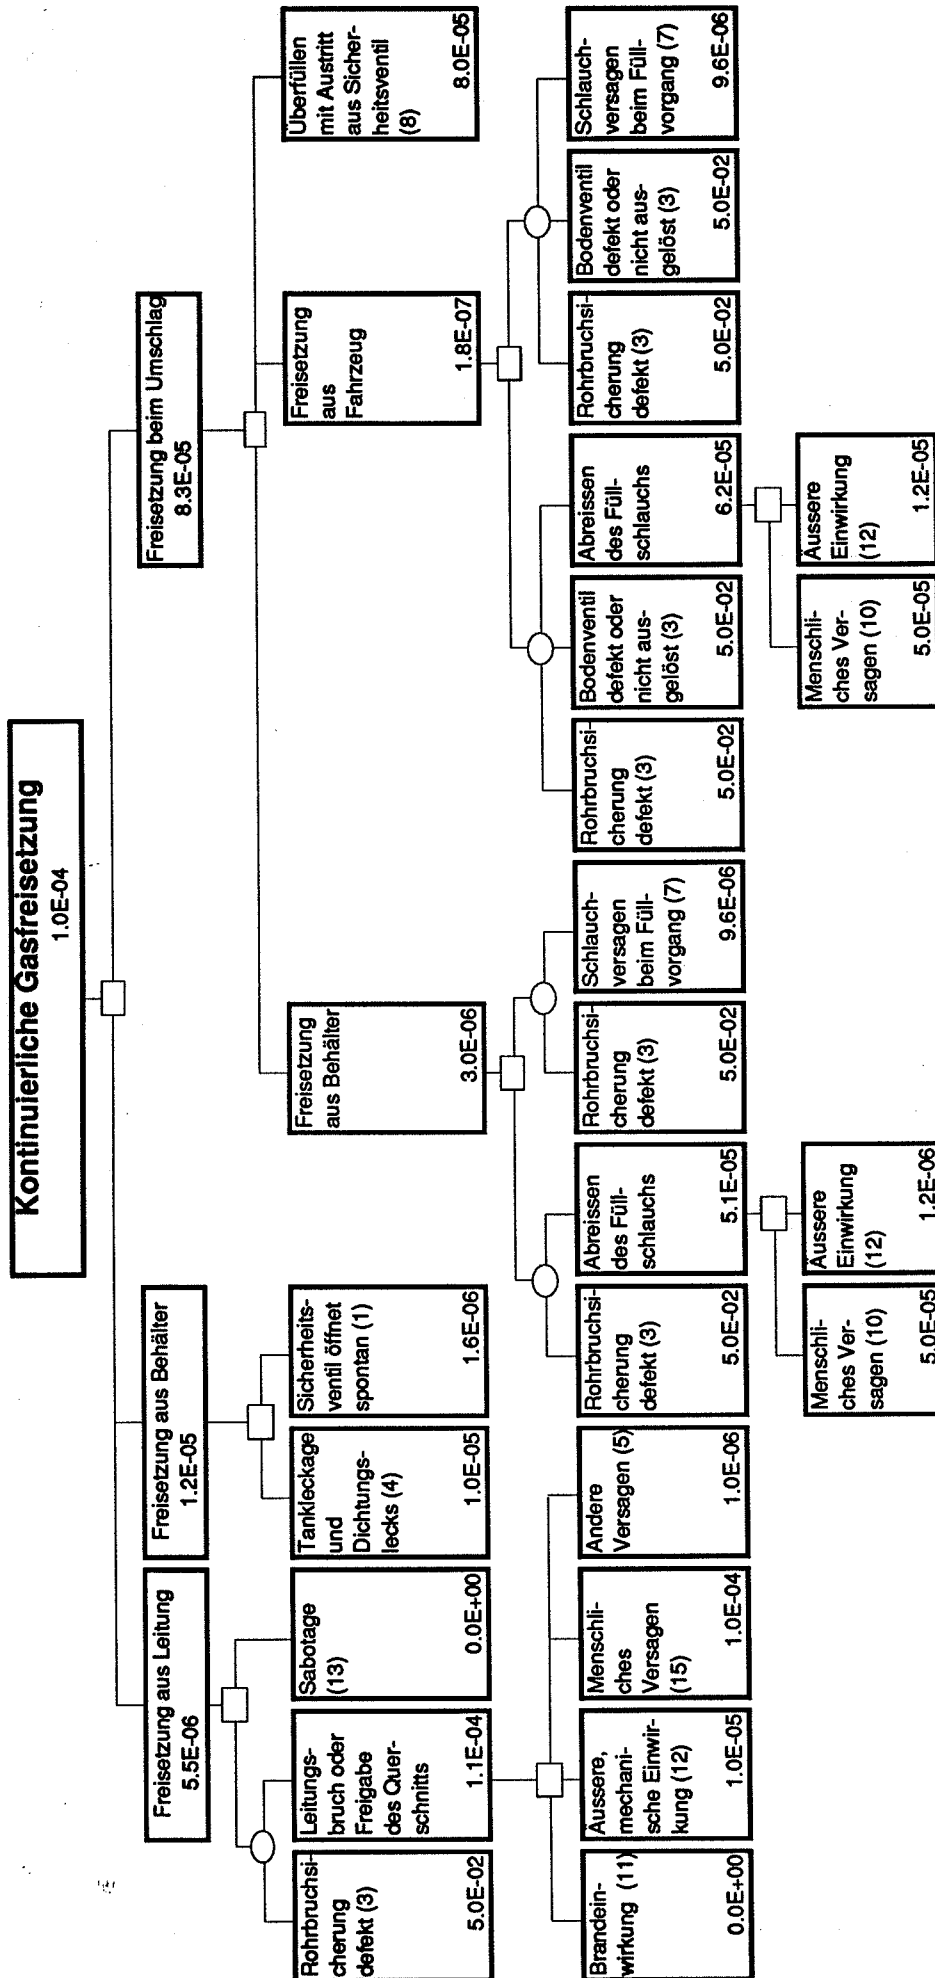 Kontinuierliche Gasfreisetzung
1.0E-04
Freisetzung aus Leitung
5.5E-06
Freisetzung aus Behälter
1.2E-05
Freisetzung beim Umschlag
8.3E-05
Rohrbruchsi-
cherung
defekt (3)
5.0E-02
Leitungs-
bruch oder
Freigabe
des Quer-
schnitts
1.1E-04
Sabotage
(13)
0.0E+00
Tankleckage
und
Dichtungs-
lecks (4)
1.0E-05
Sicherheits-
ventil öffnet
spontan (1)
1.6E-06
Freisetzung
aus Behälter
3.0E-06
Freisetzung
aus
Fahrzeug
1.8E-07
Überfüllen
mit Austritt
aus Sicher-
heitsventil
(8)
8.0E-05
Brandein-
wirkung (11)
0.0E+00
Äussere,
mechani-
sche Einwir-
kung (12)
1.0E-05
Menschli-
ches
Versagen
(15)
1.0E-04
Andere
Versagen (5)
1.0E-06
Rohrbruchsi-
cherung
defekt (3)
5.0E-02
Abreissen
des Füll-
schlauchs
5.1E-05
Rohrbruchsi-
cherung
defekt (3)
5.0E-02
Schlauch-
versagen
beim Füll-
vorgang (7)
9.6E-06
Rohrbruchsi-
cherung
defekt (3)
5.0E-02
Bodenventil
defekt oder
nicht aus-
gelöst (3)
5.0E-02
Abreissen
des Fül-
schlauchs
6.2E-05
Rohrbruchsi-
cherung
defekt (3)
5.0E-02
Bodenventil
defekt oder
nicht aus-
gelöst (3)
5.0E-02
Schlauch-
versagen
beim Füll-
vorgang (7)
9.6E-06
Menschli-
ches Ver-
sagen (10)
5.0E-05
Äussere
Einwirkung
(12)
1.2E-06
Menschli-
ches Ver-
sagen (10)
5.0E-05
Äussere
Einwirkung
(12)
1.2E-05